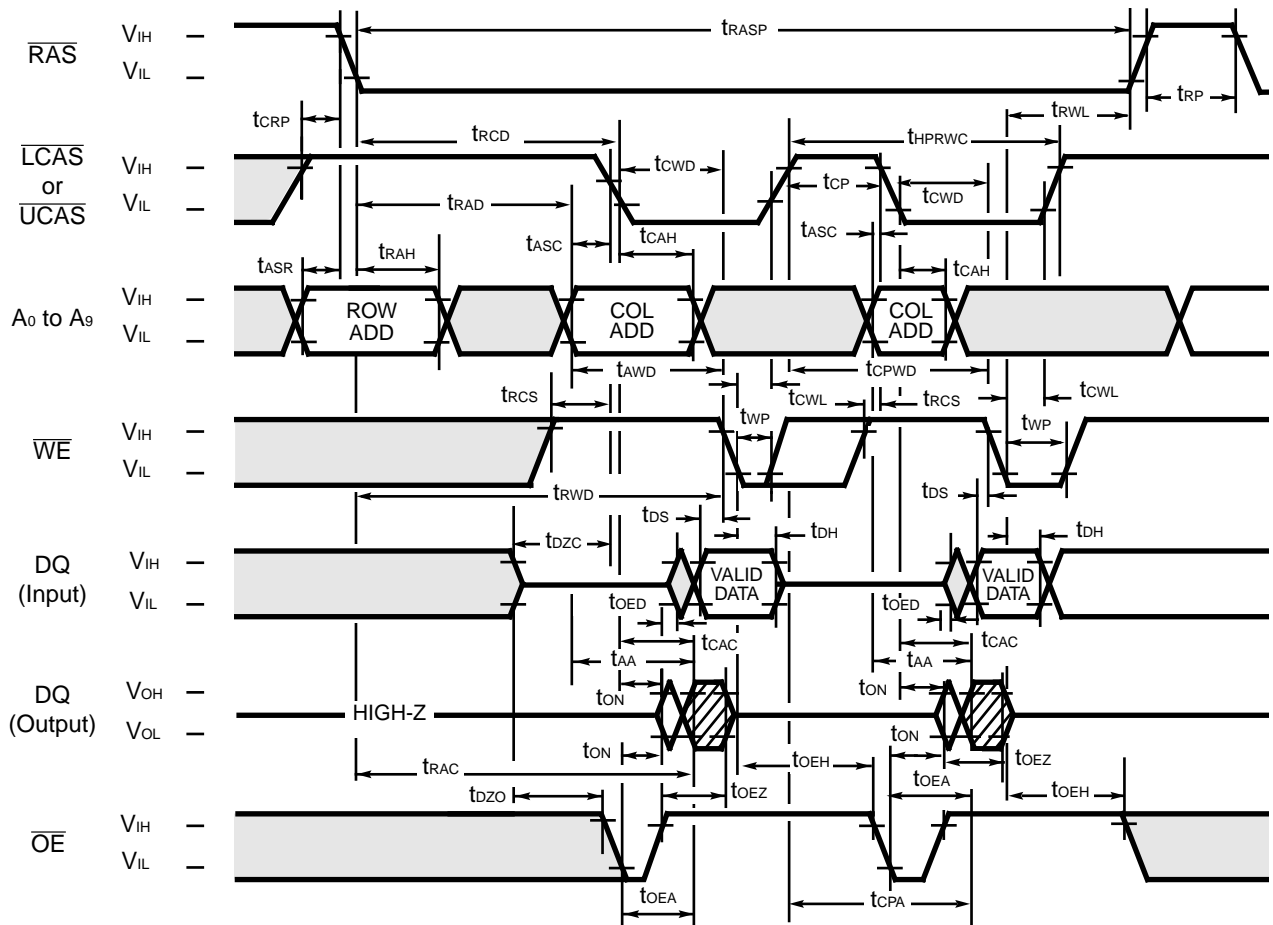 tRASP
RAS
VIH
VIL
tRP
tRWL
tCRP
tRCD
tHPRWC
LCAS
or
UCAS
VIH
VIL
tCWD
tCP
tCWD
tRAD
tASC
tCAH
tASC
tCAH
tASR
tRAH
A0 to A9
VIH
VIL
ROW
ADD
COL
ADD
COL
ADD
tAWD
tCPWD
tRCS
tCWL
tRCS
tCWL
tWP
tWP
WE
VIH
VIL
tRWD
tDS
tDS
tDZC
tDH
tDH
DQ
(Input)
VIH
VIL
VALID
DATA
VALID
DATA
tOED
tOED
tCAC
tCAC
tAA
tAA
DQ
(Output)
VOH
VOL
tON
tON
HIGH-Z
tON
tON
tRAC
tOEH
tOEZ
tOEA
tDZO
tOEZ
tOEH
OE
VIH
VIL
tOEA
tCPA